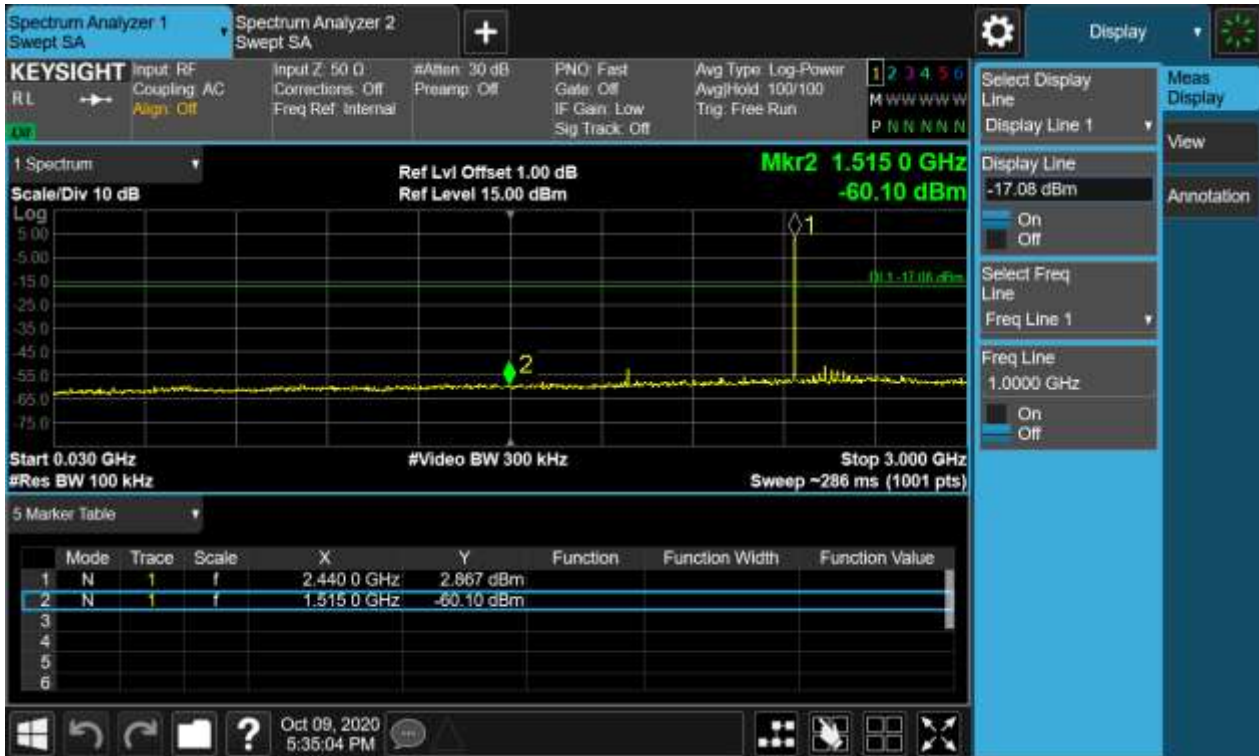 Spectrum Analyzer 1
Swept SA
Spectrum Analyzer 2
Swept SA
+
Display
KEYSIGHT
RL
Input: RF
Coupling: AC
Align: Off
Input Z: 50 Ω
Corrections: Off
Freq Ref: Internal
#Atten: 30 dB
Preamp: Off
PNO: Fast
Gate: Off
IF Gain: Low
Sig Track: Off
Avg Type: Log-Power
Avg|Hold: 100/100
Trig: Free Run
1 2 3 4 5 6
M W W W W W
P N N N N N
1 Spectrum
Scale/Div 10 dB
Log
Ref Lvl Offset 1.00 dB
Ref Level 15.00 dBm
Mkr2 1.515 0 GHz
-60.10 dBm
5.00
-5.00
-15.0
-25.0
-35.0
-45.0
-55.0
-65.0
-75.0
1
2
Start 0.030 GHz
#Res BW 100 kHz
#Video BW 300 kHz
Stop 3.000 GHz
Sweep ~286 ms (1001 pts)
5 Marker Table
Mode Trace Scale X Y Function Function Width Function Value
1 N 1 f 2.440 0 GHz 2.867 dBm
2 N 1 f 1.515 0 GHz -60.10 dBm
3
4
5
6
Select Display
Line
Display Line 1
Display Line
-17.08 dBm
On
Off
Select Freq
Line
Freq Line 1
Freq Line
1.0000 GHz
On
Off
Meas
Display
View
Annotation
?
Oct 09, 2020
5:35:04 PM